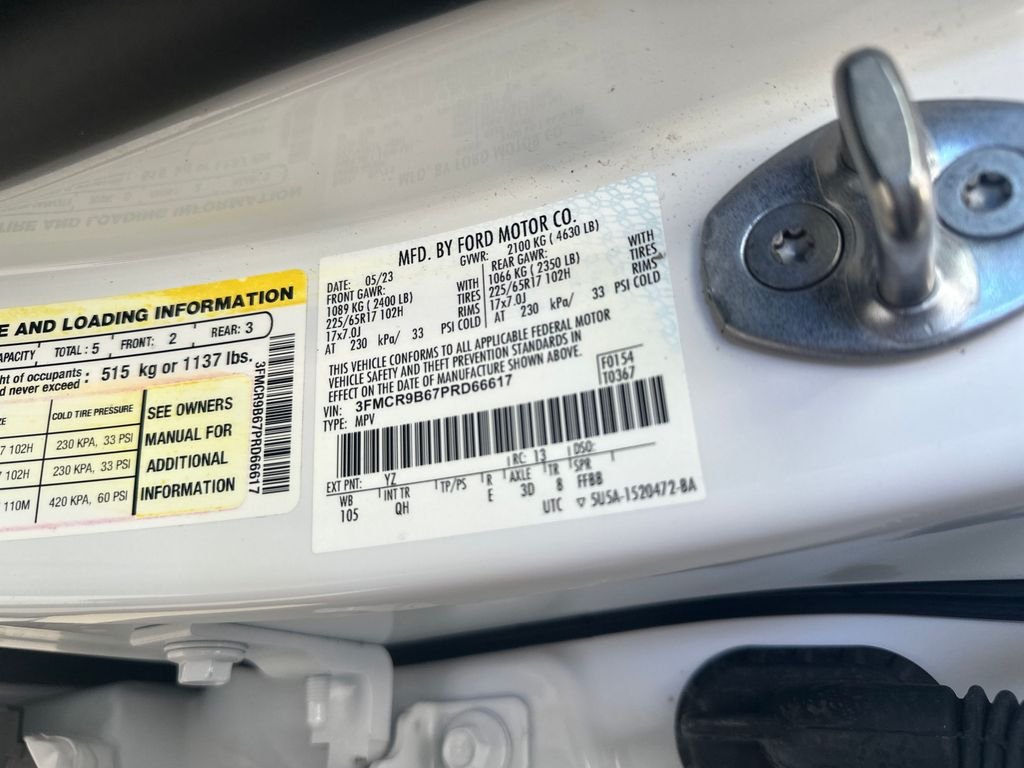 E AND LOADING INFORMATION
APACITY TOTAL : 5 FRONT: 2 REAR: 3
ht of occupants : 515 kg or 1137 lbs.
d never exceed
ZE COLD TIRE PRESSURE
7 102H 230 KPA, 33 PSI
7 102H 230 KPA, 33 PSI
110M 420 KPA, 60 PSI
SEE OWNERS
MANUAL FOR
ADDITIONAL
INFORMATION
3FMCR9B67PRD66617
MFD. BY FORD MOTOR CO.
DATE: 05/23 GVWR: 2100 KG ( 4630 LB)
FRONT GAWR: WITH
1089 KG ( 2400 LB) TIRES
225/65R17 102H RIMS
17x7.0J PSI COLD
AT 230 kPa/ 33
REAR GAWR: WITH
1066 KG ( 2350 LB) TIRES
225/65R17 102H RIMS
17x7.0J PSI COLD
AT 230 kPa/ 33
THIS VEHICLE CONFORMS TO ALL APPLICABLE FEDERAL MOTOR
VEHICLE SAFETY AND THEFT PREVENTION STANDARDS IN
EFFECT ON THE DATE OF MANUFACTURE SHOWN ABOVE.
VIN: 3FMCR9B67PRD66617
TYPE: MPV
F0154
T0367
EXT PNT: YZ RC: 13 DSO:
WB INT TR TP/PS R AXLE TR SPR
105 QH E 3D 8 FFBB
UTC ▽ 5U5A-1520472-BA